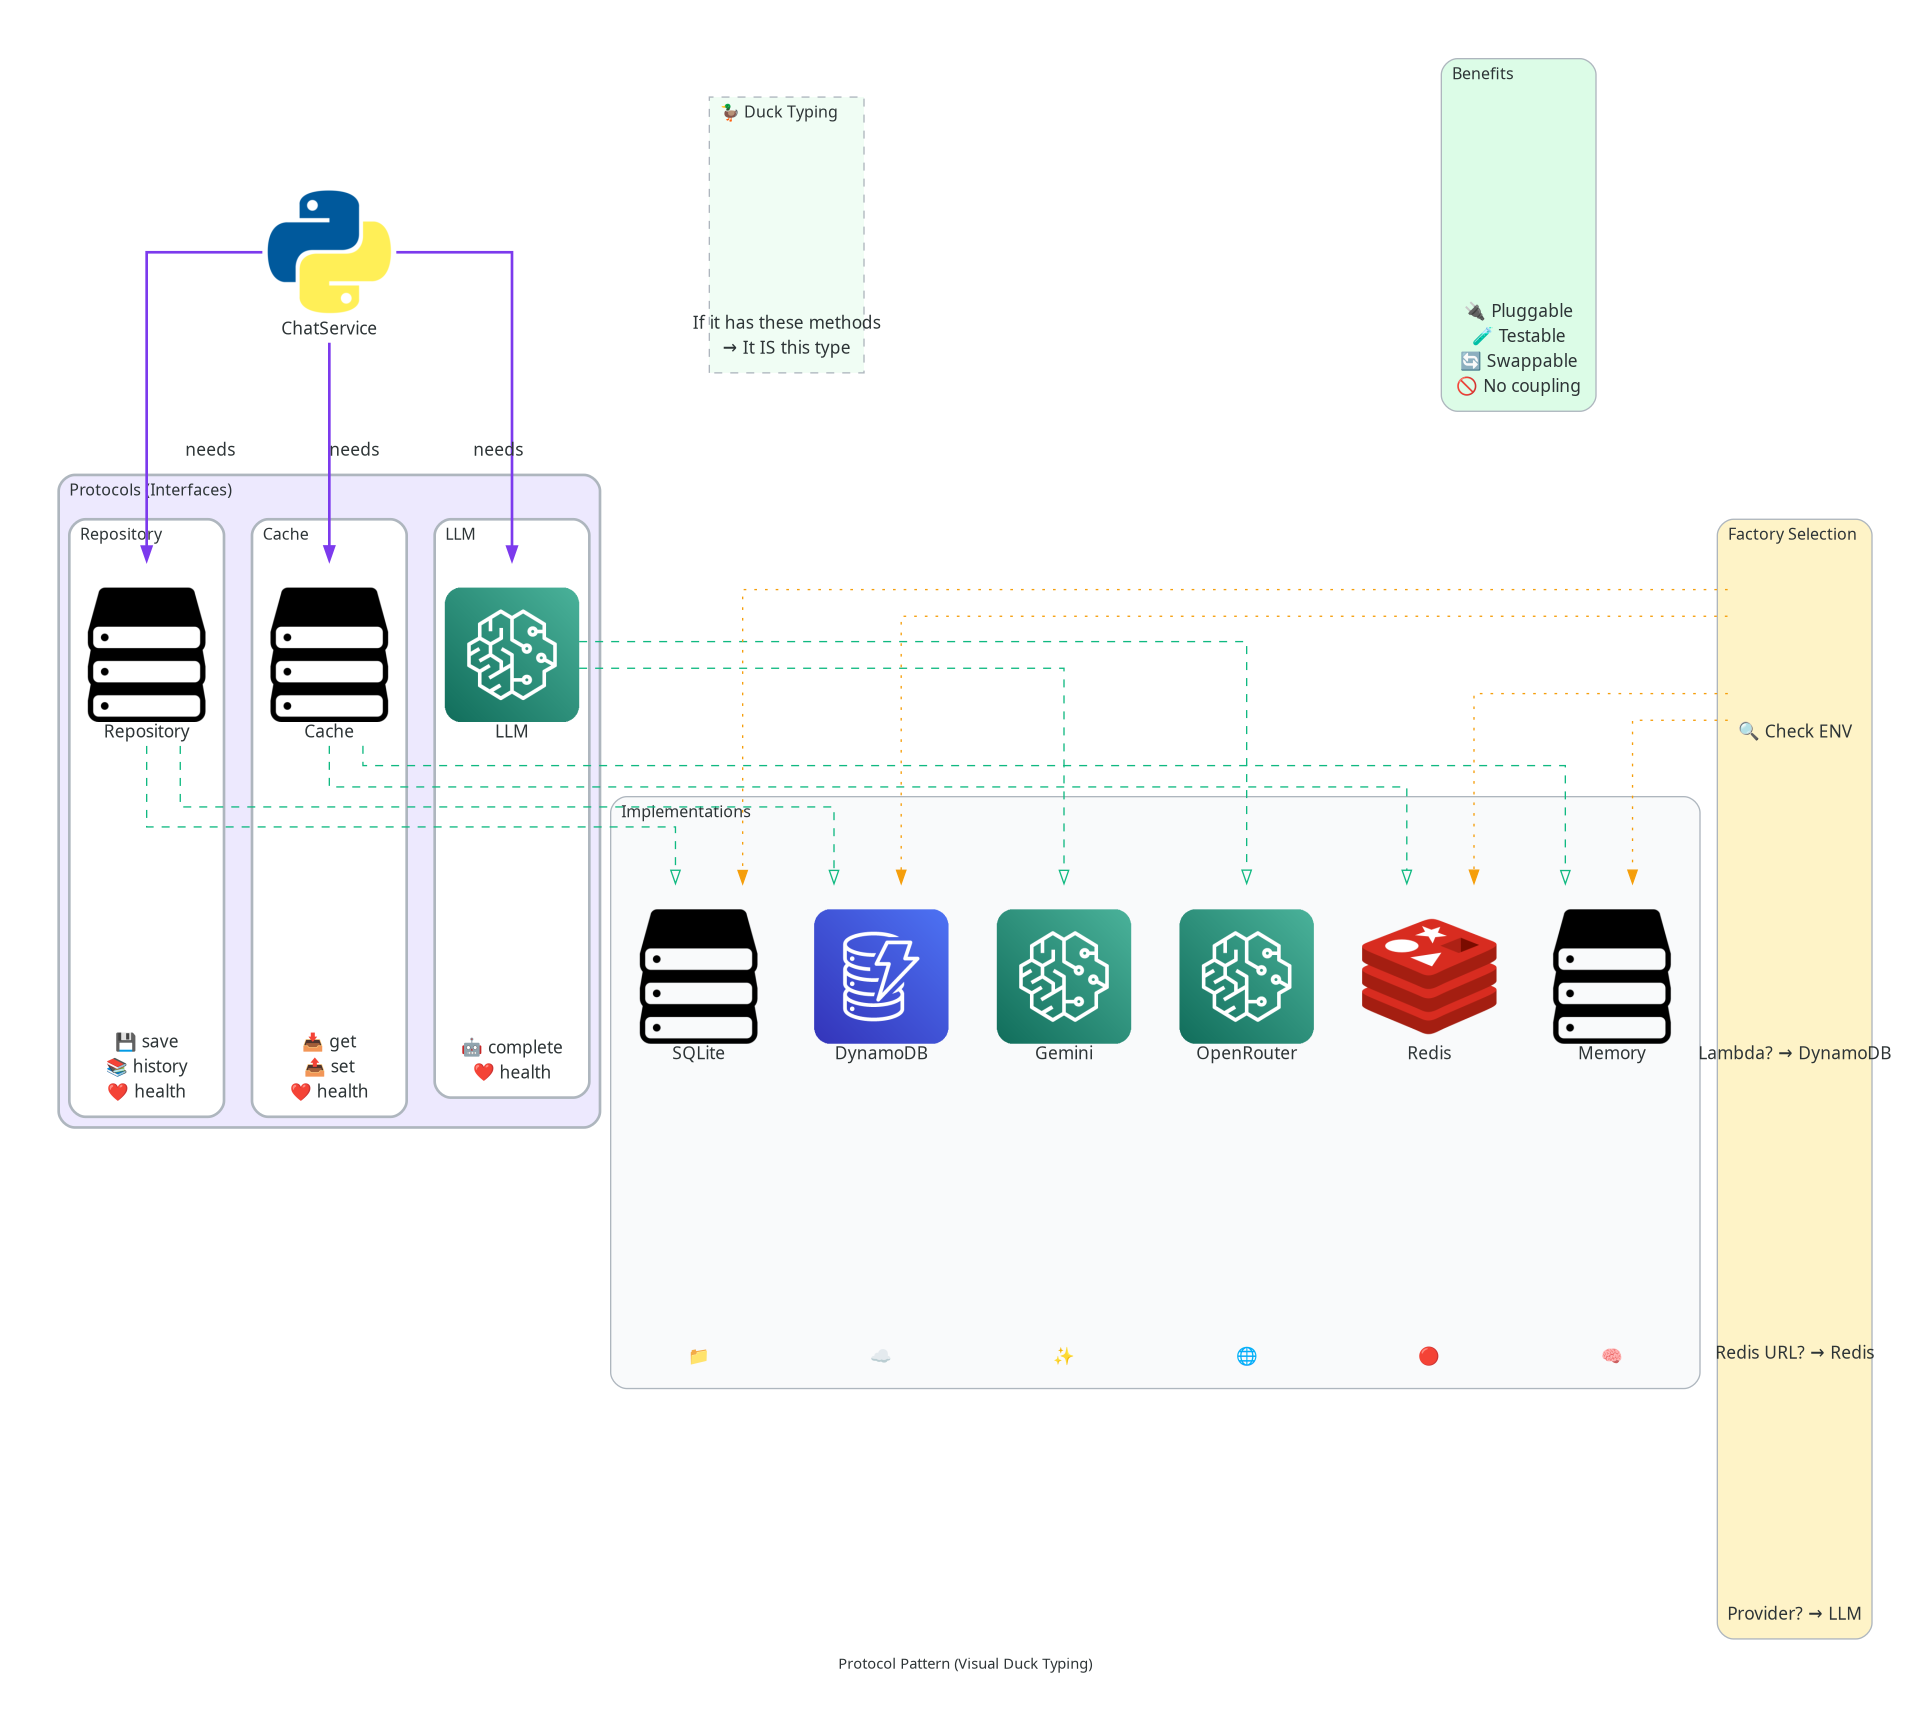 Benefits
🦆 Duck Typing
If it has these methods
→ It IS this type
🔌 Pluggable
🧪 Testable
🔄 Swappable
🚫 No coupling
ChatService
needs
needs
needs
Protocols (Interfaces)
Repository
Cache
LLM
Factory Selection
Repository
Cache
LLM
🔍 Check ENV
Implementations
💾 save
📚 history
❤️ health
📥 get
📤 set
❤️ health
🤖 complete
❤️ health
SQLite
DynamoDB
Gemini
OpenRouter
Redis
Memory
Lambda? → DynamoDB
Redis URL? → Redis
Provider? → LLM
Protocol Pattern (Visual Duck Typing)